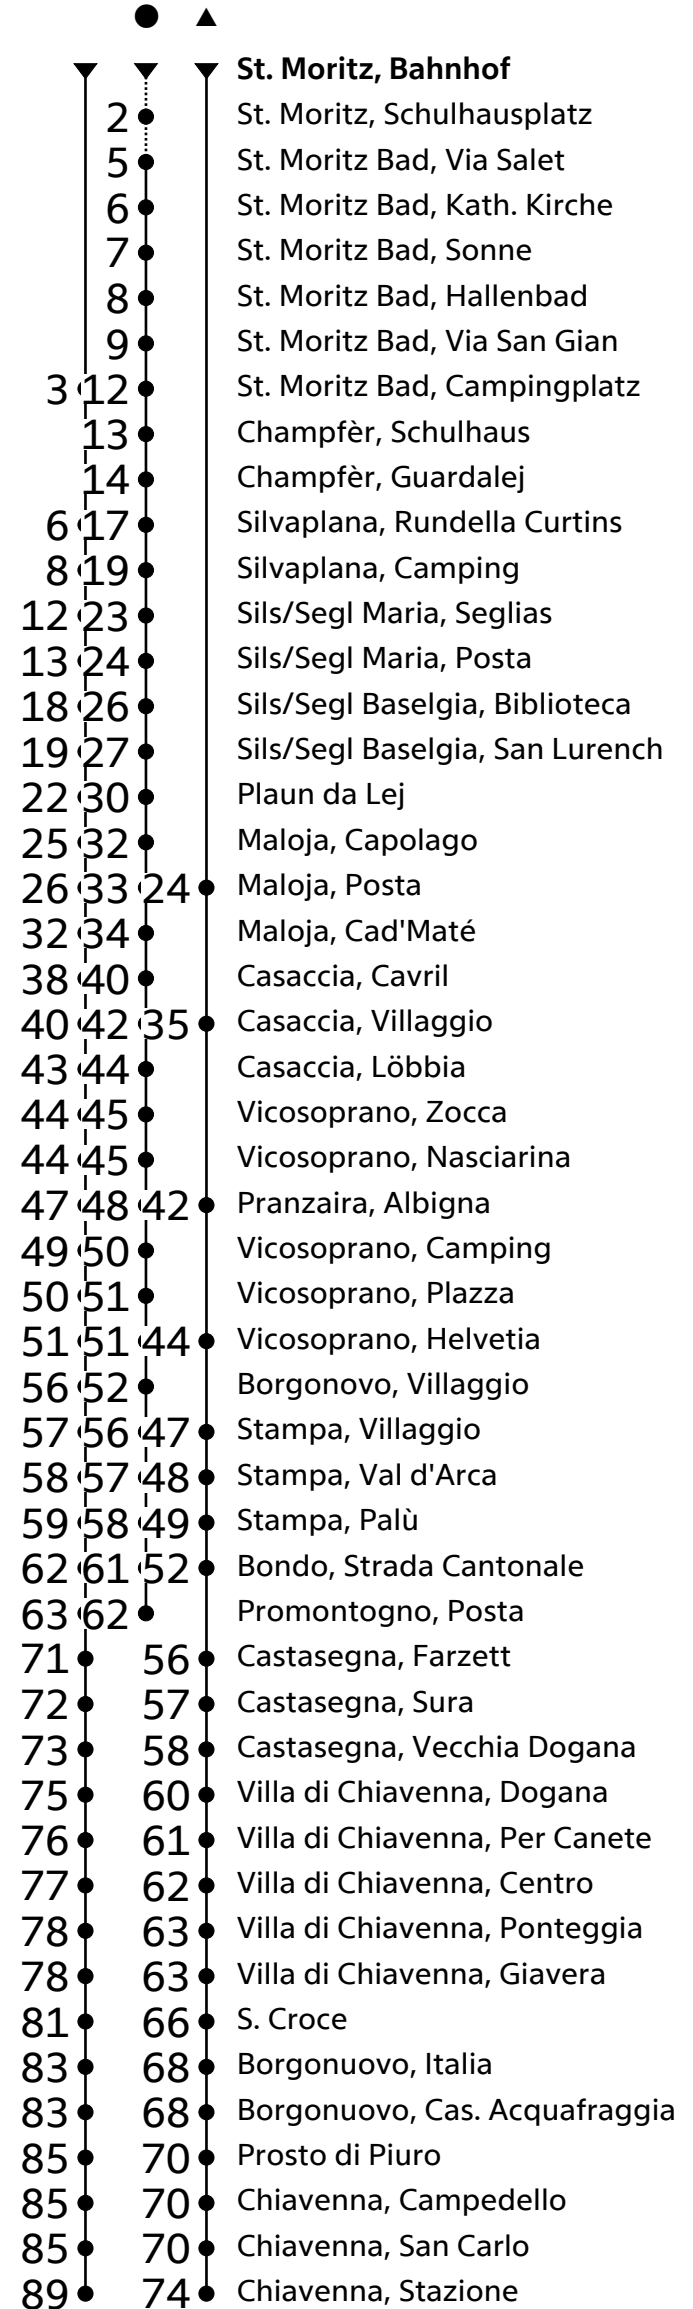 St. Moritz, Bahnhof
2 St. Moritz, Schulhausplatz
5 St. Moritz Bad, Via Salet
6 St. Moritz Bad, Kath. Kirche
7 St. Moritz Bad, Sonne
8 St. Moritz Bad, Hallenbad
9 St. Moritz Bad, Via San Gian
3 12 St. Moritz Bad, Campingplatz
13 Champfèr, Schulhaus
14 Champfèr, Guardalej
6 17 Silvaplana, Rundella Curtins
8 19 Silvaplana, Camping
12 23 Sils/Segl Maria, Seglias
13 24 Sils/Segl Maria, Posta
18 26 Sils/Segl Baselgia, Biblioteca
19 27 Sils/Segl Baselgia, San Lurench
22 30 Plaun da Lej
25 32 Maloja, Capolago
26 33 24 Maloja, Posta
32 34 Maloja, Cad'Maté
38 40 Casaccia, Cavril
40 42 35 Casaccia, Villaggio
43 44 Casaccia, Löbbia
44 45 Vicosoprano, Zocca
44 45 Vicosoprano, Nasciarina
47 48 42 Pranzaira, Albigna
49 50 Vicosoprano, Camping
50 51 Vicosoprano, Plazza
51 51 44 Vicosoprano, Helvetia
56 52 Borgonovo, Villaggio
57 56 47 Stampa, Villaggio
58 57 48 Stampa, Val d'Arca
59 58 49 Stampa, Palù
62 61 52 Bondo, Strada Cantonale
63 62 Promontogno, Posta
71 56 Castasegna, Farzett
72 57 Castasegna, Sura
73 58 Castasegna, Vecchia Dogana
75 60 Villa di Chiavenna, Dogana
76 61 Villa di Chiavenna, Per Canete
77 62 Villa di Chiavenna, Centro
78 63 Villa di Chiavenna, Ponteggia
78 63 Villa di Chiavenna, Giavera
81 66 S. Croce
83 68 Borgonuovo, Italia
83 68 Borgonuovo, Cas. Acquafraggia
85 70 Prosto di Piuro
85 70 Chiavenna, Campedello
85 70 Chiavenna, San Carlo
89 74 Chiavenna, Stazione